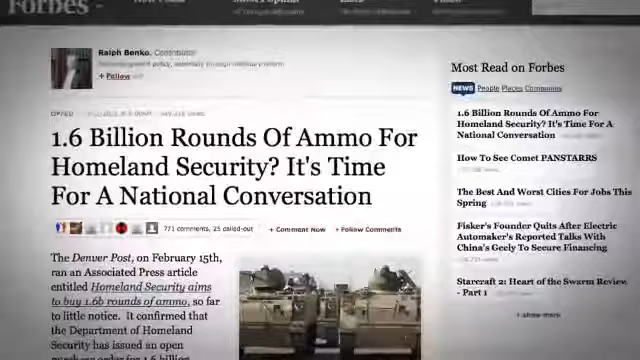 Forbes
Ralph Benko, Contributor
+ Follow
OP/ED
1.6 Billion Rounds Of Ammo For
Homeland Security? It's Time
For A National Conversation
771 comments, 25 called-out
+ Comment Now
+ Follow Comments
The Denver Post, on February 15th,
ran an Associated Press article
entitled Homeland Security aims
to buy 1.6b rounds of ammo, so far
to little notice. It confirmed that
the Department of Homeland
Security has issued an open
Most Read on Forbes
NEWS People Places Companies
1.6 Billion Rounds Of Ammo For
Homeland Security? It's Time For A
National Conversation
How To See Comet PANSTARRS
The Best And Worst Cities For Jobs This
Spring
Fisker's Founder Quits After Electric
Automaker's Reported Talks With
China's Geely To Secure Financing
Starcraft 2: Heart of the Swarm Review
- Part 1
+ show more